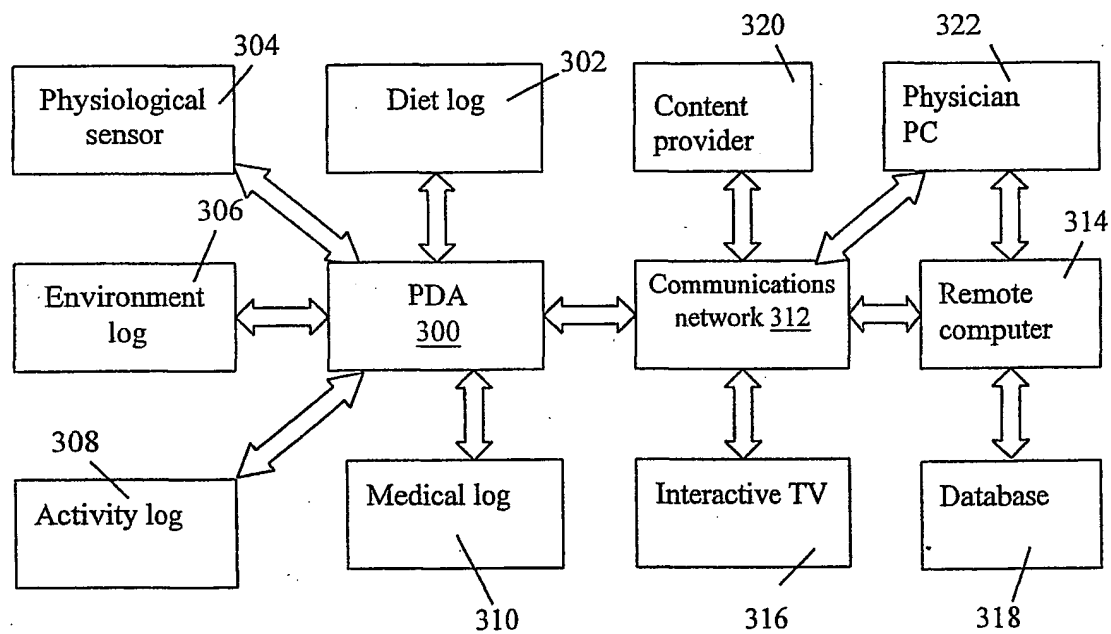 304
320
322
302
Physiological
sensor
Diet log
Content
provider
Physician
PC
306
314
Environment
log
PDA
300
Communications
network 312
Remote
computer
308
Activity log
Medical log
Interactive TV
Database
310
316
318